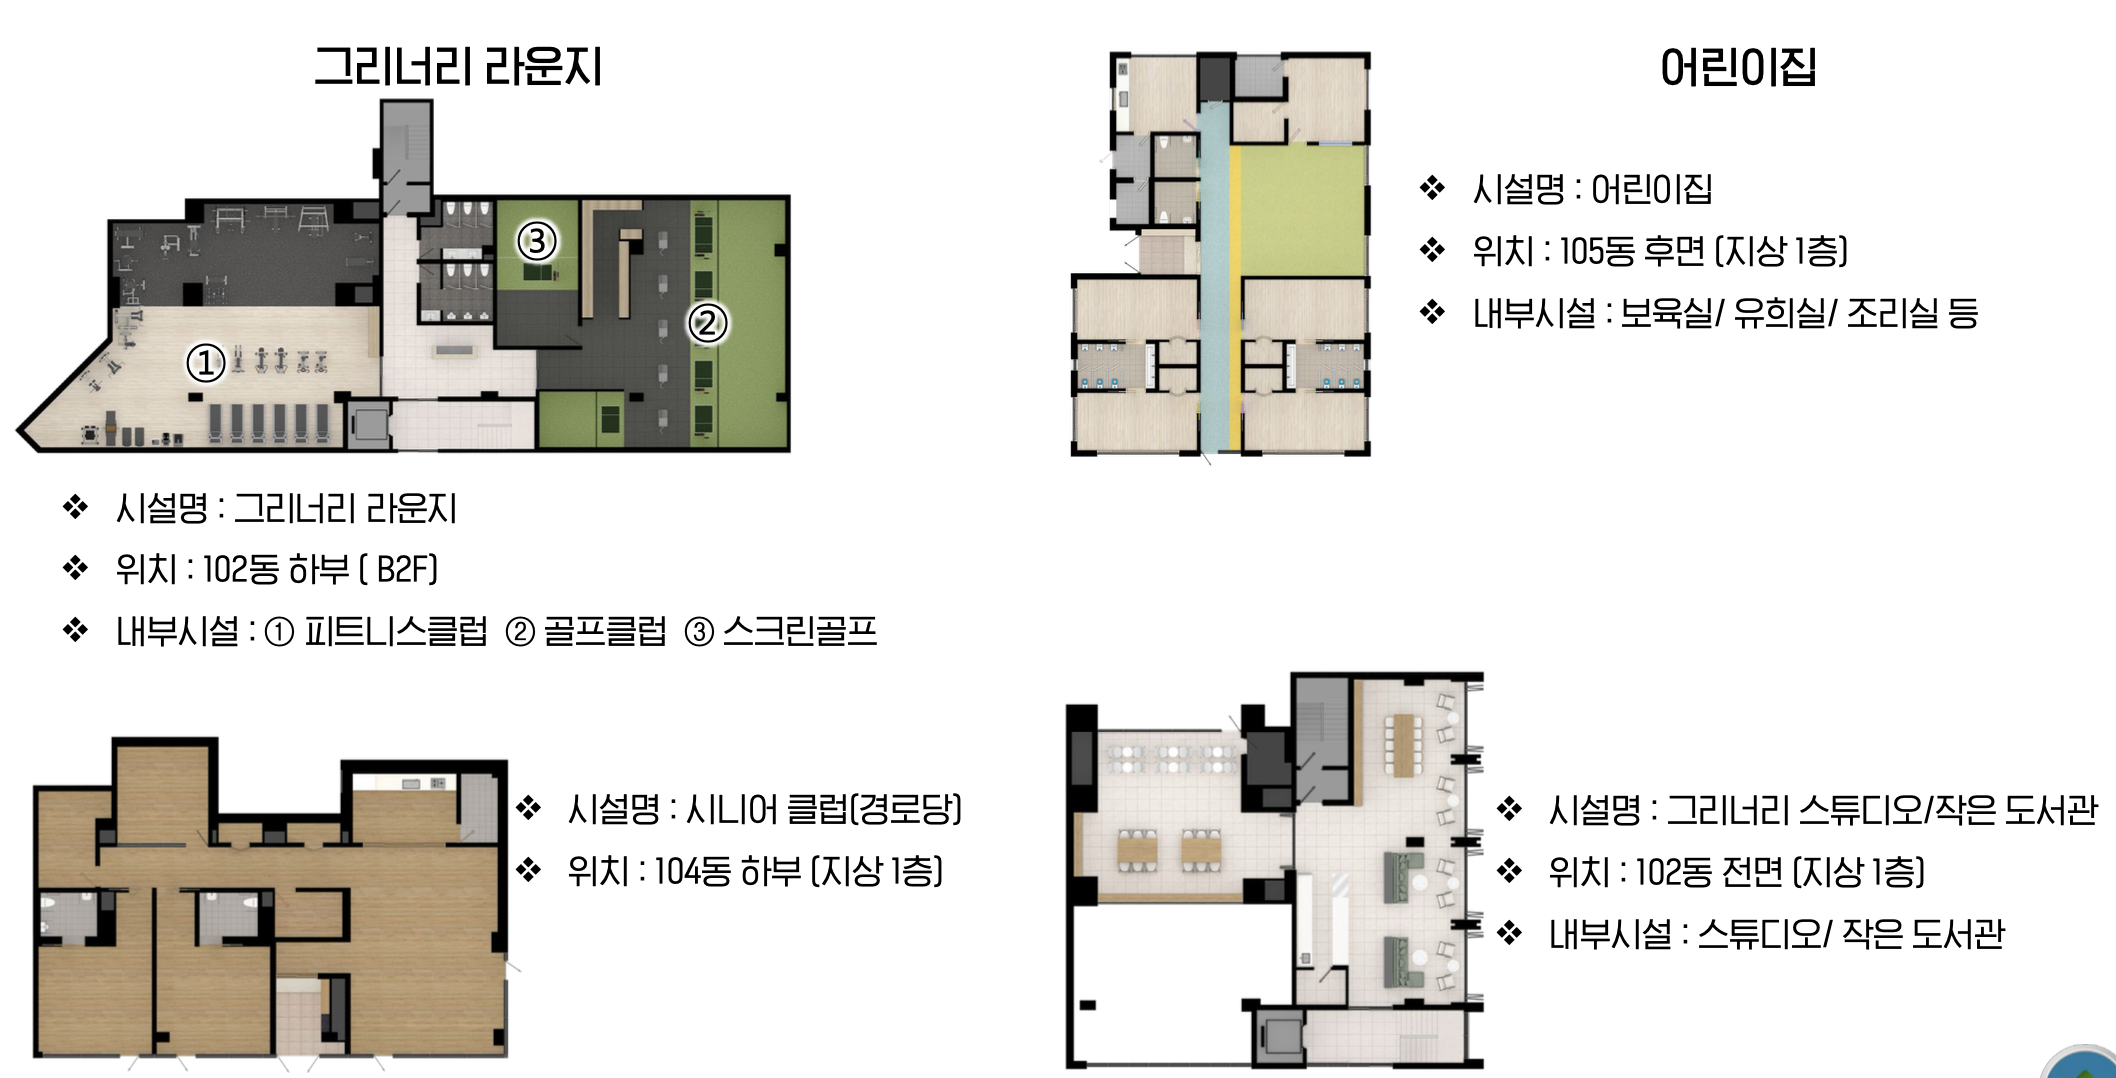 그리너리 라운지
①
②
③
❖ 시설명 : 그리너리 라운지
❖ 위치 : 102동 하부 ( B2F)
❖ 내부시설 : ① 피트니스클럽 ② 골프클럽 ③ 스크린골프
어린이집
❖ 시설명 : 어린이집
❖ 위치 : 105동 후면 (지상 1층)
❖ 내부시설 : 보육실/ 유희실/ 조리실 등
❖ 시설명 : 시니어 클럽(경로당)
❖ 위치 : 104동 하부 (지상 1층)
❖ 시설명 : 그리너리 스튜디오/작은 도서관
❖ 위치 : 102동 전면 (지상 1층)
❖ 내부시설 : 스튜디오/ 작은 도서관